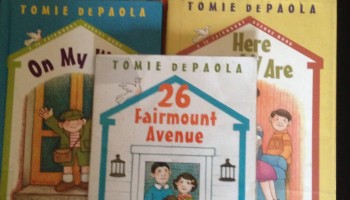 TOMIE DEPAOLA
On My
TOMIE DEPAOLA
Here
Are
TOMIE DEPAOLA
26
Fairmount
Avenue